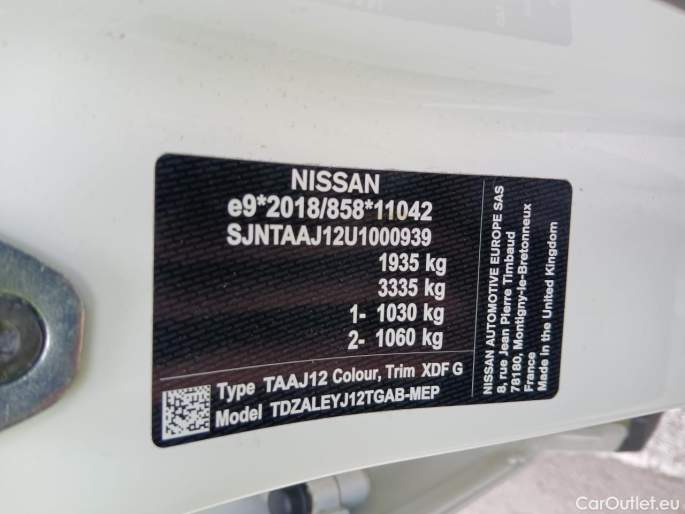 NISSAN
e9*2018/858*11042
SJNTAAJ12U1000939
1935 kg
3335 kg
1- 1030 kg
2- 1060 kg
Type TAAJ12 Colour, Trim XDF G
Model TDZALEYJ12TGAB-MEP
NISSAN AUTOMOTIVE EUROPE SAS
8, rue Jean Pierre Timbaud
78180, Montigny-le-Bretonneux
France
Made in the United Kingdom
CarOutlet.eu